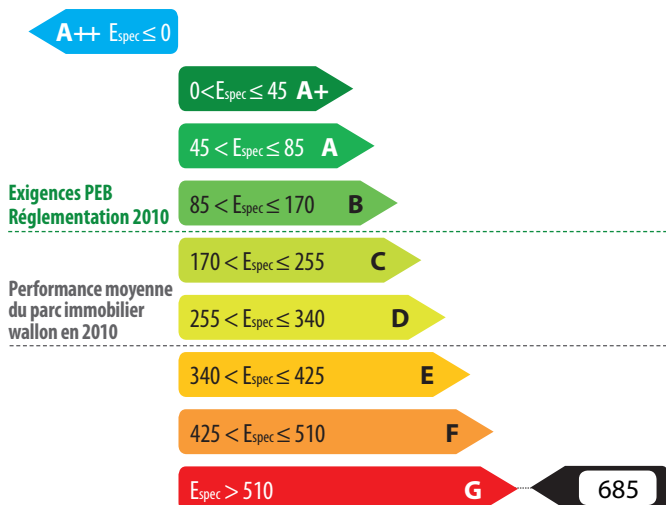 A++ Espec ≤ 0
0<Espec ≤ 45 A+
45 < Espec ≤ 85 A
Exigences PEB
Réglementation 2010
85 < Espec ≤ 170 B
170 < Espec ≤ 255 C
Performance moyenne
du parc immobilier
wallon en 2010
255 < Espec ≤ 340 D
340 < Espec ≤ 425 E
425 < Espec ≤ 510 F
Espec > 510 G 685